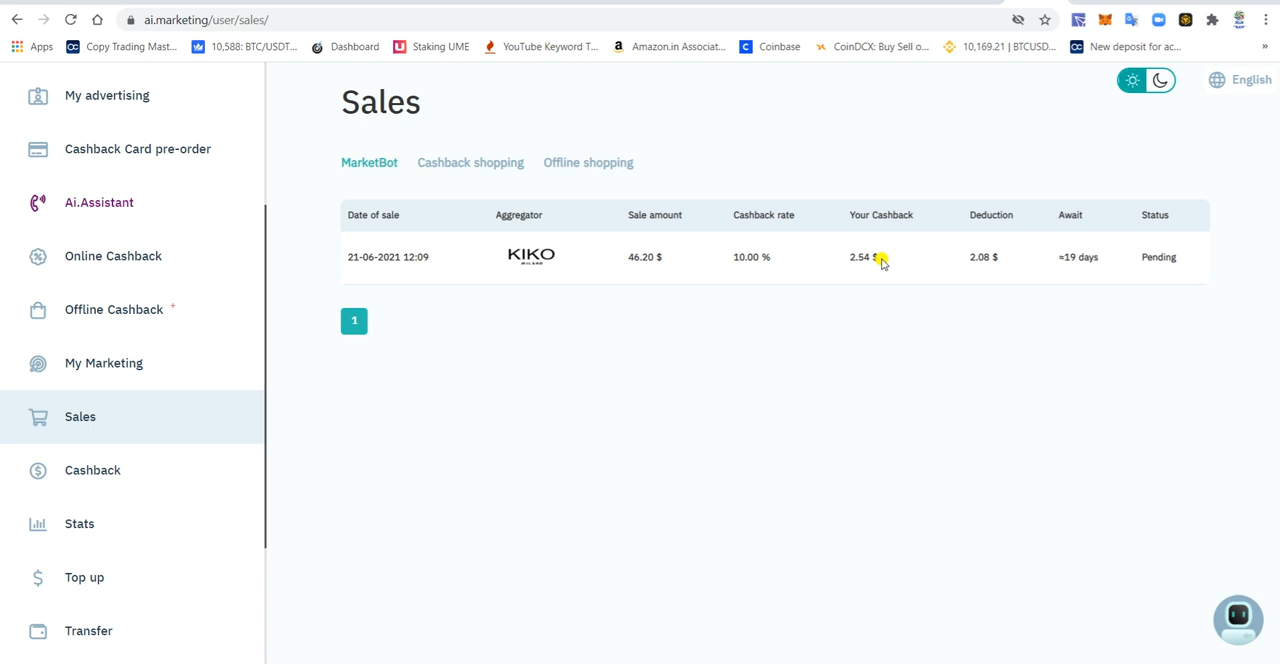 ai.marketing/user/sales/
Apps
Copy Trading Mast...
10,588: BTC/USDT...
Dashboard
Staking UME
YouTube Keyword T...
Amazon.in Associat...
Coinbase
CoinDCX: Buy Sell o...
10,169.21 | BTCUSD...
New deposit for ac...
»
My advertising
Cashback Card pre-order
Ai.Assistant
Online Cashback
Offline Cashback +
My Marketing
Sales
Cashback
Stats
Top up
Transfer
English
Sales
MarketBot Cashback shopping Offline shopping
Date of sale Aggregator Sale amount Cashback rate Your Cashback Deduction Await Status
21-06-2021 12:09 KIKO MILANO 46.20 $ 10.00 % 2.54 $ 2.08 $ ≈19 days Pending
1